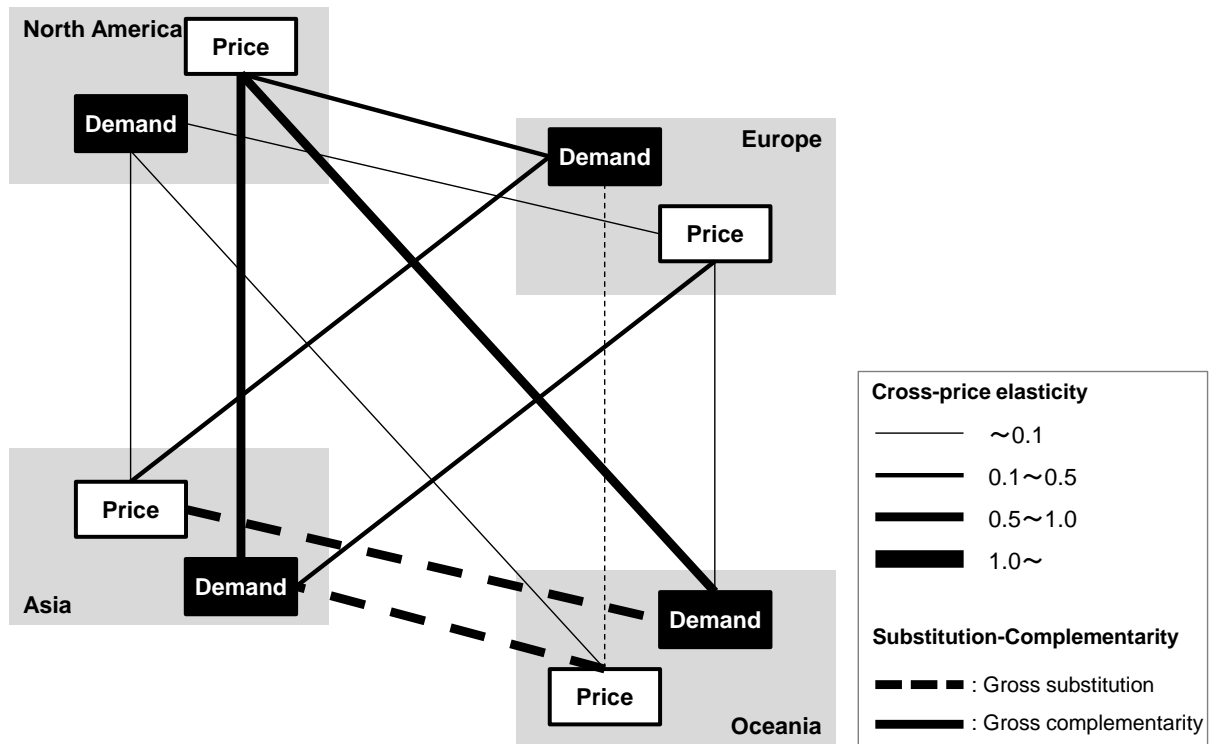 North America
Price
Demand
Europe
Demand
Price
Price
Demand
Asia
Demand
Price
Oceania
Cross-price elasticity
～0.1
0.1～0.5
0.5～1.0
1.0～
Substitution-Complementarity
: Gross substitution
: Gross complementarity